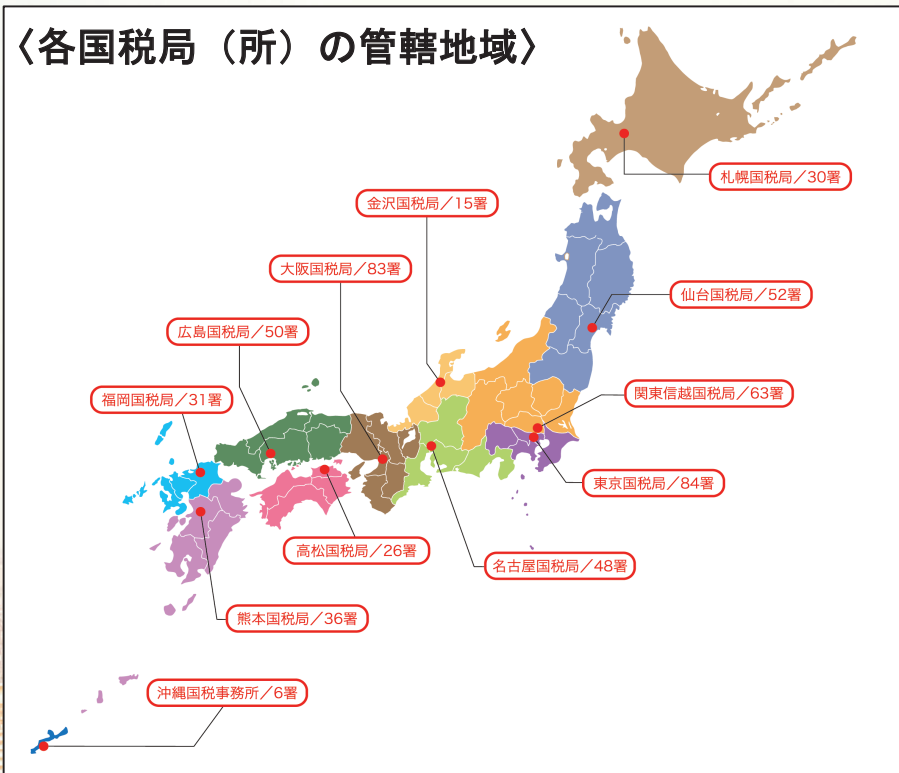 〈各国税局（所）の管轄地域〉
札幌国税局／30署
金沢国税局／15署
大阪国税局／83署
仙台国税局／52署
広島国税局／50署
福岡国税局／31署
関東信越国税局／63署
東京国税局／84署
高松国税局／26署
名古屋国税局／48署
熊本国税局／36署
沖縄国税事務所／6署